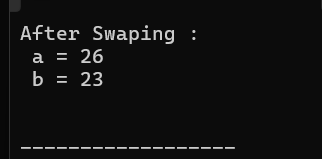 After Swaping :
 a = 26
 b = 23
------------------